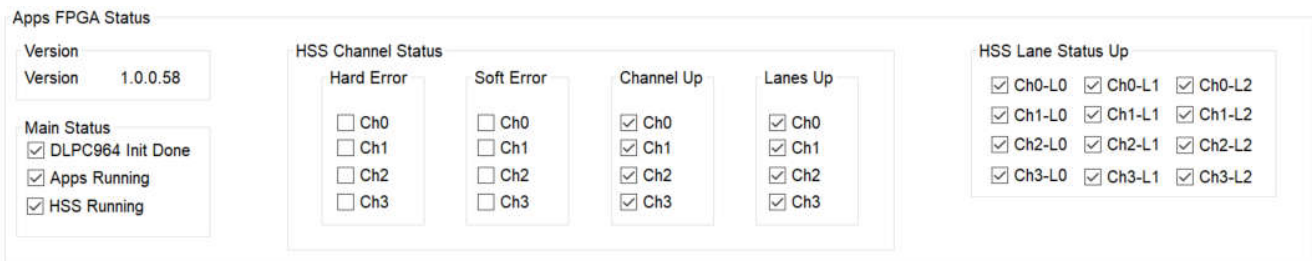 Apps FPGA Status
Version
Version 1.0.0.58
Main Status
DLPC964 Init Done
Apps Running
HSS Running
HSS Channel Status
Hard Error
Ch0
Ch1
Ch2
Ch3
Soft Error
Ch0
Ch1
Ch2
Ch3
Channel Up
Ch0
Ch1
Ch2
Ch3
Lanes Up
Ch0
Ch1
Ch2
Ch3
HSS Lane Status Up
Ch0-L0 Ch0-L1 Ch0-L2
Ch1-L0 Ch1-L1 Ch1-L2
Ch2-L0 Ch2-L1 Ch2-L2
Ch3-L0 Ch3-L1 Ch3-L2